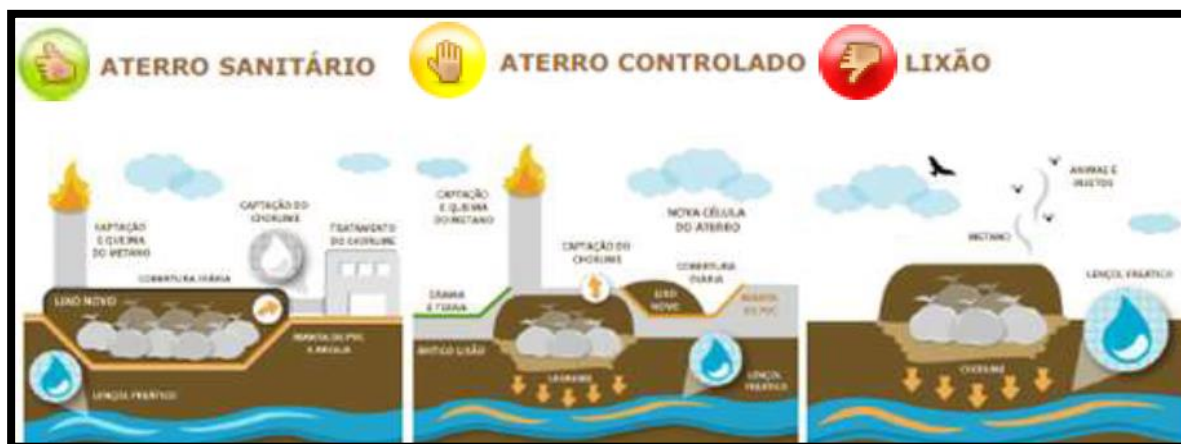 ATERRO SANITÁRIO
CAPTAÇÃO
E QUEIMA
DO METANO
CAPTAÇÃO DO
CHORUME
TRATAMENTO
DO CHORUME
COBERTURA DIÁRIA
LIXO NOVO
MANTA DE PVC
E ARGILA
LENÇOL FREÁTICO
ATERRO CONTROLADO
CAPTAÇÃO
E QUEIMA
DO METANO
NOVA CÉLULA
DO ATERRO
CAPTAÇÃO DO
CHORUME
COBERTURA
DIÁRIA
GRAMA
E TERRA
LIXO
NOVO
MANTA
DE PVC
ANTIGO LIXÃO
CHORUME
LENÇOL
FREÁTICO
LIXÃO
METANO
LENÇOL FREÁTICO
CHORUME